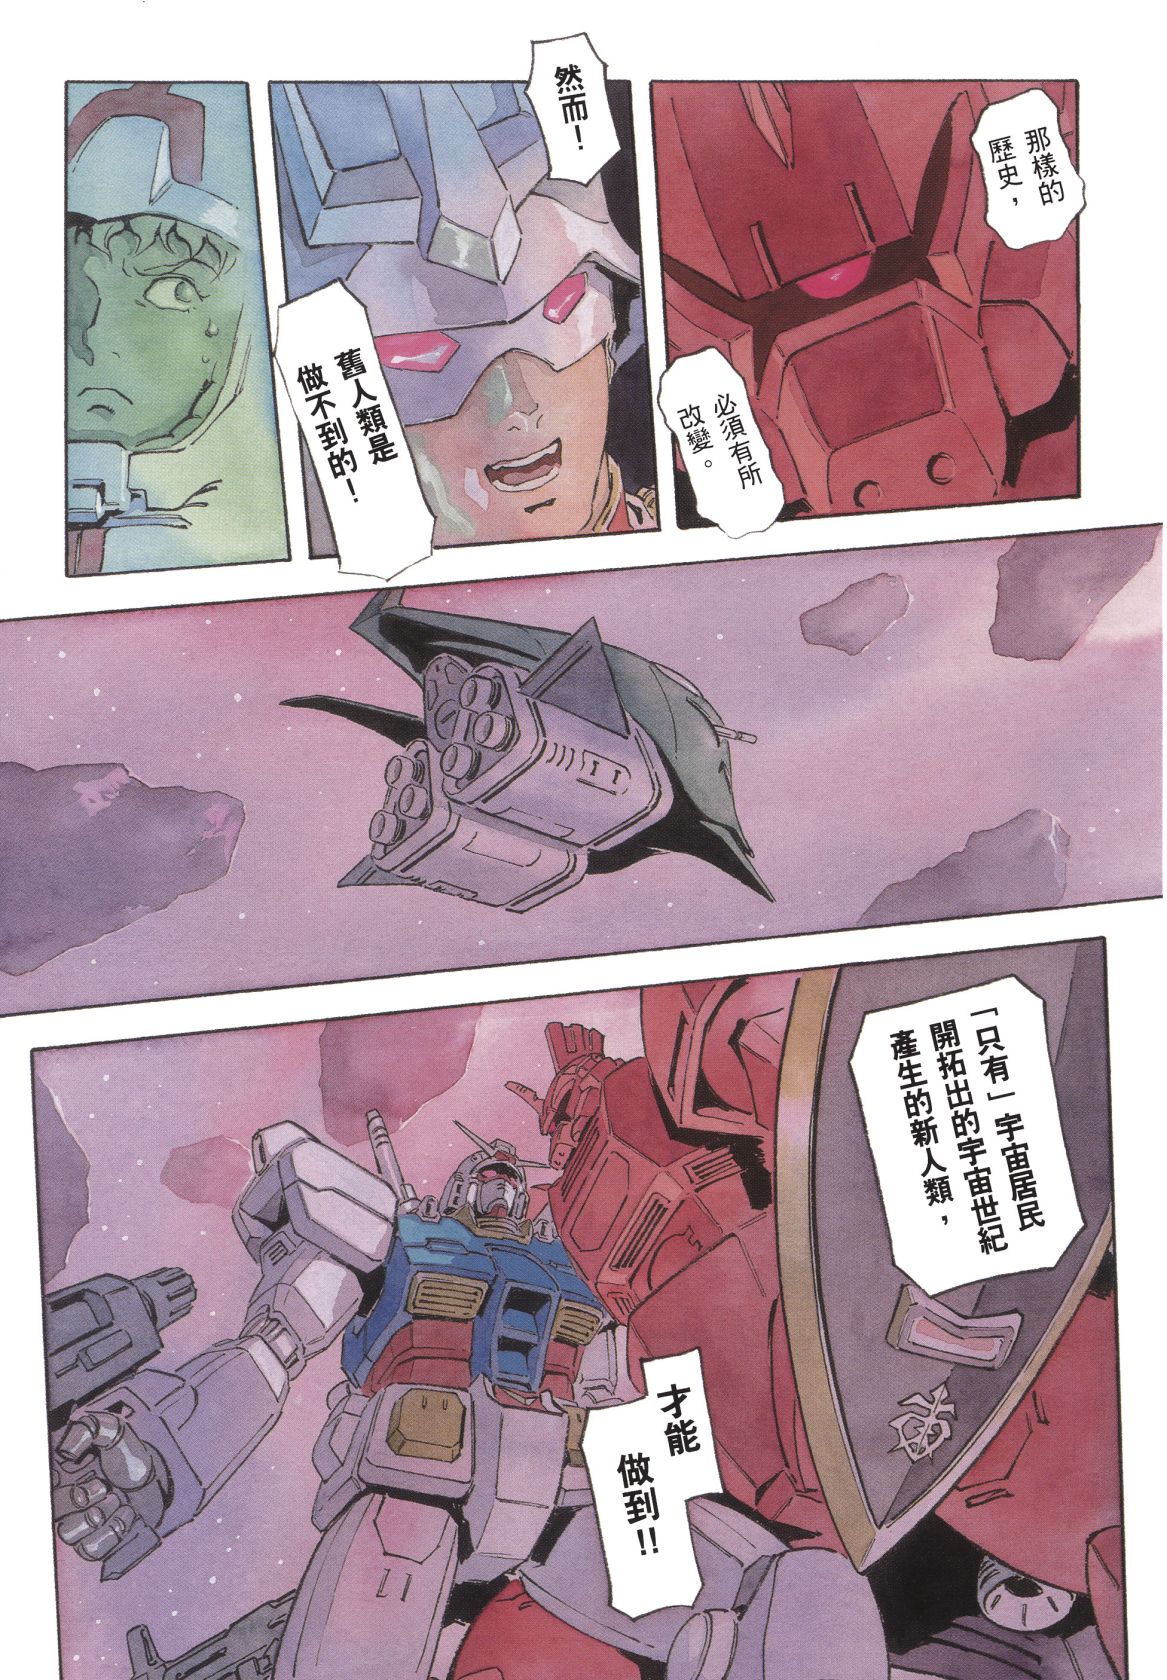 那樣的
歷史，
必須有所
改變。
然而！
舊人類是
做不到的！
「只有」宇宙居民
開拓出的宇宙世紀
產生的新人類，
才能
做到!!